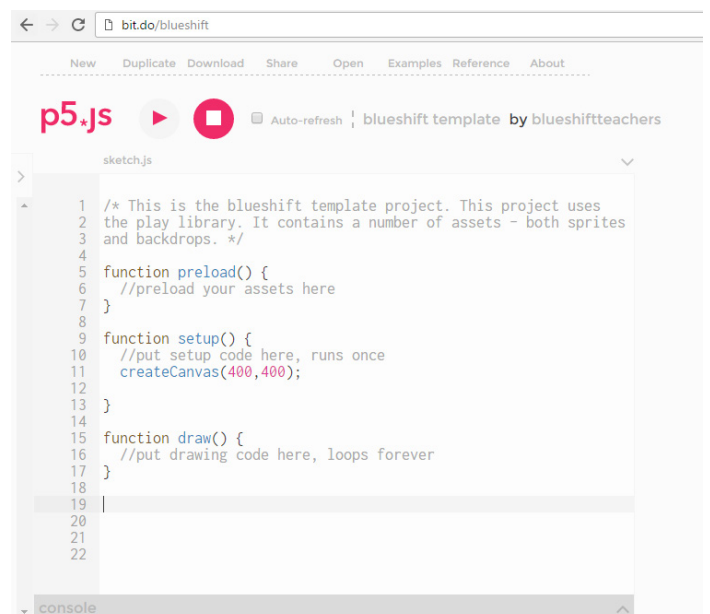 bit.do/blueshift
New Duplicate Download Share Open Examples Reference About
p5.*JS Auto-refresh blueshift template by blueshiftteachers
sketch.js
1 /* This is the blueshift template project. This project uses
2 the play library. It contains a number of assets - both sprites
3 and backdrops. */
4
5 function preload() {
6 //preload your assets here
7 }
8
9 function setup() {
10 //put setup code here, runs once
11 createCanvas(400,400);
12
13 }
14
15 function draw() {
16 //put drawing code here, loops forever
17 }
18
19
20
21
22
console